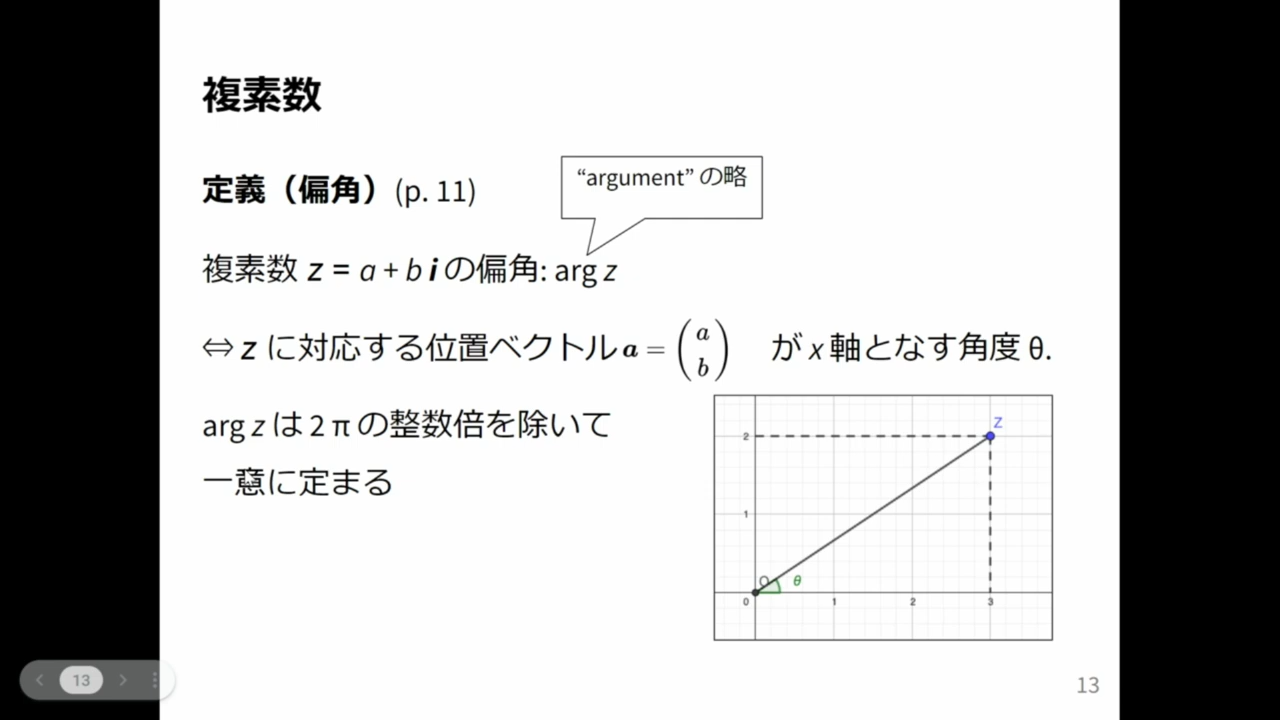 複素数
定義（偏角）(p. 11)
“argument” の略
複素数 z = a + b i の偏角: arg z
⇔ z に対応する位置ベクトル a = (a b) が x 軸となす角度 θ.
arg z は 2 π の整数倍を除いて
一意に定まる
z
2
1
O
θ
0
1
2
3
13
13